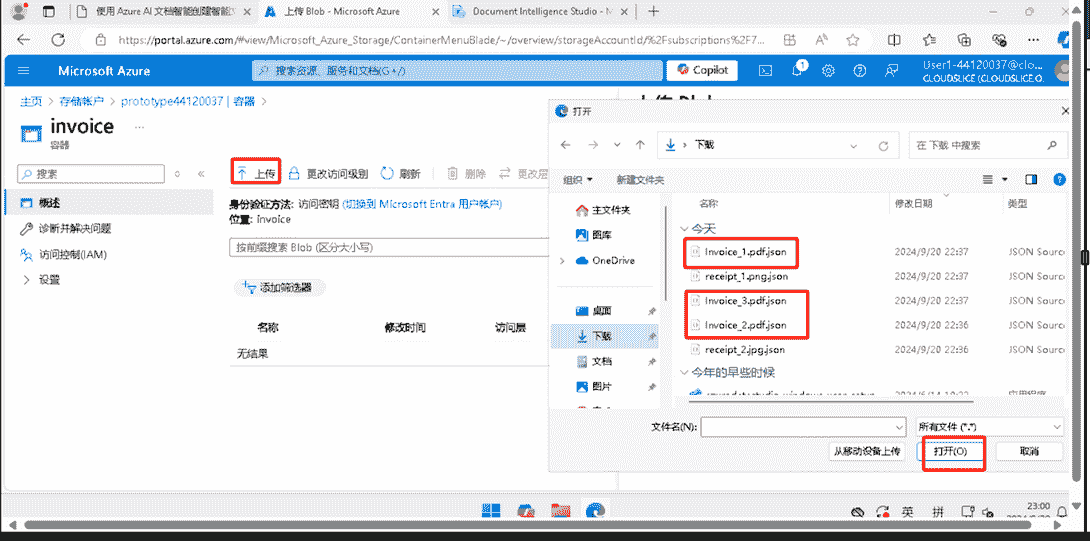 使用 Azure AI 文档智能创建智能
上传 Blob - Microsoft Azure
Document Intelligence Studio - M
https://portal.azure.com/#view/Microsoft_Azure_Storage/ContainerMenuBlade/~/overview/storageAccountId/%2Fsubscriptions%2F7...
Microsoft Azure
搜索资源、服务和文档(G+/)
Copilot
1
User1-44120037@clo...
CLOUDSLICE (CLOUDSLICE.O.
主页 > 存储帐户 > prototype44120037 | 容器 >
invoice ...
容器
搜索
上传
更改访问级别
刷新
删除
更改层
概述
诊断并解决问题
访问控制(IAM)
设置
身份验证方法: 访问密钥 (切换到 Microsoft Entra 用户帐户)
位置: invoice
按前缀搜索 Blob (区分大小写)
添加筛选器
名称
修改时间
访问层
无结果
打开
下载
在 下载 中搜索
组织
新建文件夹
主文件夹
图库
OneDrive
桌面
下载
文档
图片
名称
修改日期
类型
今天
Invoice_1.pdf.json 2024/9/20 22:37 JSON Sourc
receipt_1.png.json 2024/9/20 22:37 JSON Sourc
Invoice_3.pdf.json 2024/9/20 22:37 JSON Sourc
Invoice_2.pdf.json 2024/9/20 22:36 JSON Sourc
receipt_2.jpg.json 2024/9/20 22:36 JSON Sourc
今年的早些时候
文件名(N):
所有文件 (*.*)
从移动设备上传
打开(O)
取消
英
拼
23:00